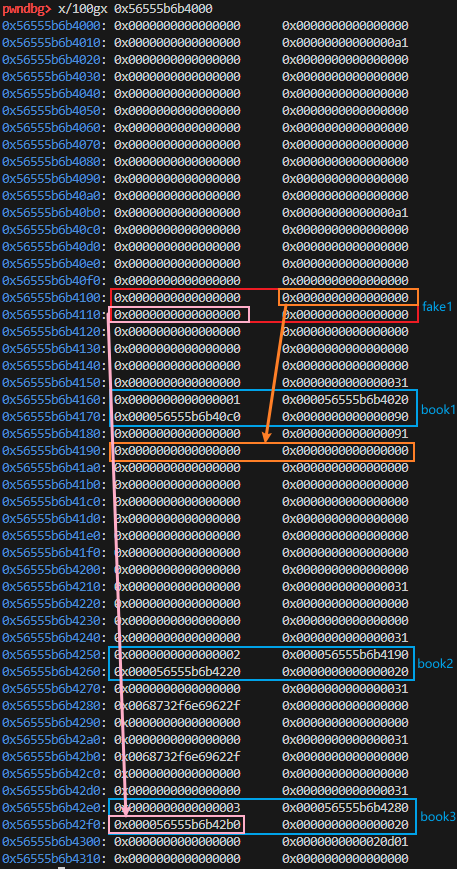 pwndbg> x/100gx 0x56555b6b4000
0x56555b6b4000: 0x0000000000000000 0x0000000000000000
0x56555b6b4010: 0x0000000000000000 0x00000000000000a1
0x56555b6b4020: 0x0000000000000000 0x0000000000000000
0x56555b6b4030: 0x0000000000000000 0x0000000000000000
0x56555b6b4040: 0x0000000000000000 0x0000000000000000
0x56555b6b4050: 0x0000000000000000 0x0000000000000000
0x56555b6b4060: 0x0000000000000000 0x0000000000000000
0x56555b6b4070: 0x0000000000000000 0x0000000000000000
0x56555b6b4080: 0x0000000000000000 0x0000000000000000
0x56555b6b4090: 0x0000000000000000 0x0000000000000000
0x56555b6b40a0: 0x0000000000000000 0x0000000000000000
0x56555b6b40b0: 0x0000000000000000 0x00000000000000a1
0x56555b6b40c0: 0x0000000000000000 0x0000000000000000
0x56555b6b40d0: 0x0000000000000000 0x0000000000000000
0x56555b6b40e0: 0x0000000000000000 0x0000000000000000
0x56555b6b40f0: 0x0000000000000000 0x0000000000000000
0x56555b6b4100: 0x0000000000000000 0x0000000000000000
fake1
0x56555b6b4110: 0x0000000000000000 0x0000000000000000
0x56555b6b4120: 0x0000000000000000 0x0000000000000000
0x56555b6b4130: 0x0000000000000000 0x0000000000000000
0x56555b6b4140: 0x0000000000000000 0x0000000000000000
0x56555b6b4150: 0x0000000000000000 0x0000000000000031
0x56555b6b4160: 0x0000000000000001 0x000056555b6b4020
book1
0x56555b6b4170: 0x000056555b6b40c0 0x0000000000000090
0x56555b6b4180: 0x0000000000000000 0x0000000000000091
0x56555b6b4190: 0x0000000000000000 0x0000000000000000
0x56555b6b41a0: 0x0000000000000000 0x0000000000000000
0x56555b6b41b0: 0x0000000000000000 0x0000000000000000
0x56555b6b41c0: 0x0000000000000000 0x0000000000000000
0x56555b6b41d0: 0x0000000000000000 0x0000000000000000
0x56555b6b41e0: 0x0000000000000000 0x0000000000000000
0x56555b6b41f0: 0x0000000000000000 0x0000000000000000
0x56555b6b4200: 0x0000000000000000 0x0000000000000000
0x56555b6b4210: 0x0000000000000000 0x0000000000000031
0x56555b6b4220: 0x0000000000000000 0x0000000000000000
0x56555b6b4230: 0x0000000000000000 0x0000000000000000
0x56555b6b4240: 0x0000000000000000 0x0000000000000031
0x56555b6b4250: 0x0000000000000002 0x000056555b6b4190
book2
0x56555b6b4260: 0x000056555b6b4220 0x0000000000000020
0x56555b6b4270: 0x0000000000000000 0x0000000000000031
0x56555b6b4280: 0x0068732f6e69622f 0x0000000000000000
0x56555b6b4290: 0x0000000000000000 0x0000000000000000
0x56555b6b42a0: 0x0000000000000000 0x0000000000000031
0x56555b6b42b0: 0x0068732f6e69622f 0x0000000000000000
0x56555b6b42c0: 0x0000000000000000 0x0000000000000000
0x56555b6b42d0: 0x0000000000000000 0x0000000000000031
0x56555b6b42e0: 0x0000000000000003 0x000056555b6b4280
book3
0x56555b6b42f0: 0x000056555b6b42b0 0x0000000000000020
0x56555b6b4300: 0x0000000000000000 0x0000000000020d01
0x56555b6b4310: 0x0000000000000000 0x0000000000000000